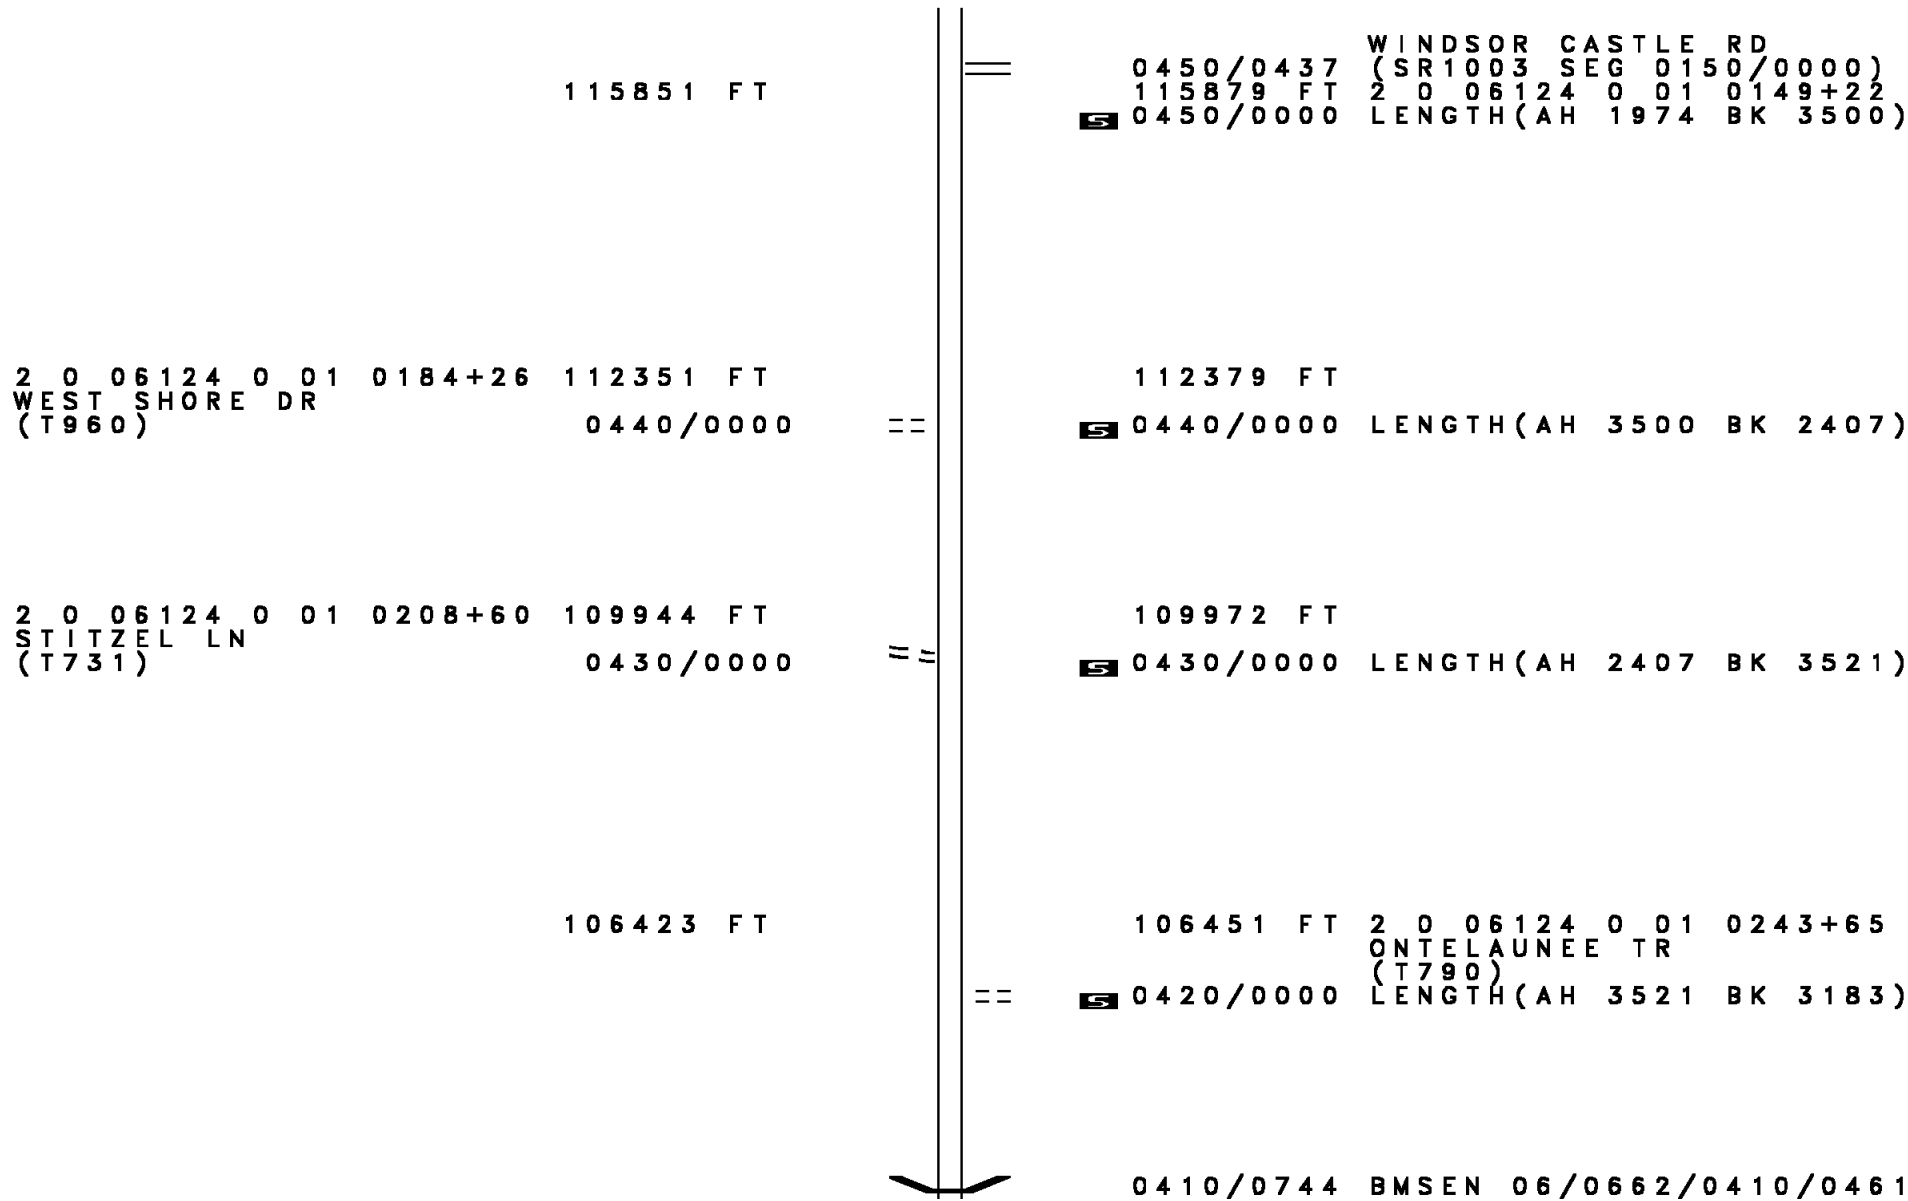 WINDSOR CASTLE RD
0450/0437 (SR1003 SEG 0150/0000)
115851 FT 115879 FT 2 0 06124 0 01 0149+22
S 0450/0000 LENGTH(AH 1974 BK 3500)
2 0 06124 0 01 0184+26 112351 FT 112379 FT
WEST SHORE DR
(T960) 0440/0000 S 0440/0000 LENGTH(AH 3500 BK 2407)
2 0 06124 0 01 0208+60 109944 FT 109972 FT
STITZEL LN
(T731) 0430/0000 S 0430/0000 LENGTH(AH 2407 BK 3521)
106423 FT 106451 FT 2 0 06124 0 01 0243+65
ONTELAUNEE TR
(T790)
S 0420/0000 LENGTH(AH 3521 BK 3183)
0410/0744 BMSEN 06/0662/0410/0461